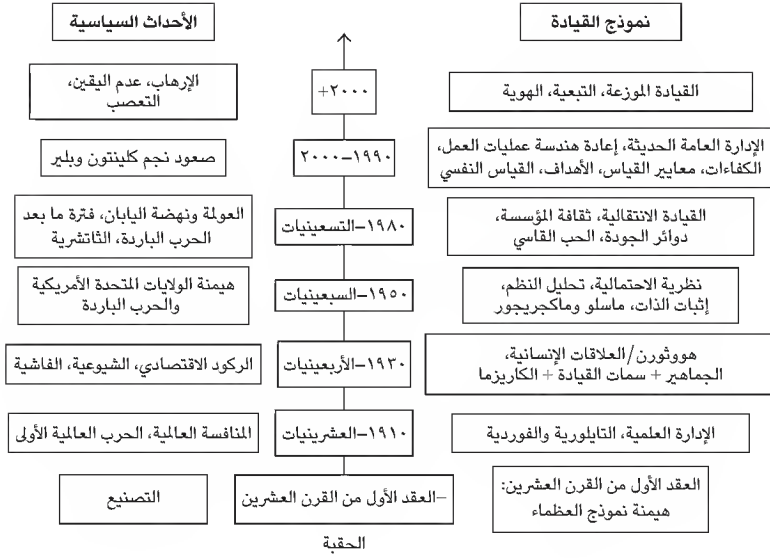 نموذج القيادة
الأحداث السياسية
القيادة الموزعة، التبعية، الهوية
+٢٠٠٠
الإرهاب، عدم اليقين،
التعصب
الإدارة العامة الحديثة، إعادة هندسة عمليات العمل،
الكفاءات، معايير القياس، الأهداف، القياس النفسي
١٩٩٠–٢٠٠٠
صعود نجم كلينتون وبلير
القيادة الانتقالية، ثقافة المؤسسة،
دوائر الجودة، الحب القاسي
١٩٨٠–التسعينيات
العولمة ونهضة اليابان، فترة ما بعد
الحرب الباردة، الثاتشرية
نظرية الاحتمالية، تحليل النظم،
إثبات الذات، ماسلو وماكجريجور
١٩٥٠–السبعينيات
هيمنة الولايات المتحدة الأمريكية
والحرب الباردة
هووثورن/العلاقات الإنسانية،
الجماهير + سمات القيادة + الكاريزما
١٩٣٠–الأربعينيات
الركود الاقتصادي، الشيوعية، الفاشية
الإدارة العلمية، التايلورية والفوردية
١٩١٠–العشرينيات
المنافسة العالمية، الحرب العالمية الأولى
العقد الأول من القرن العشرين:
هيمنة نموذج العظماء
–العقد الأول من القرن العشرين
التصنيع
الحقبة